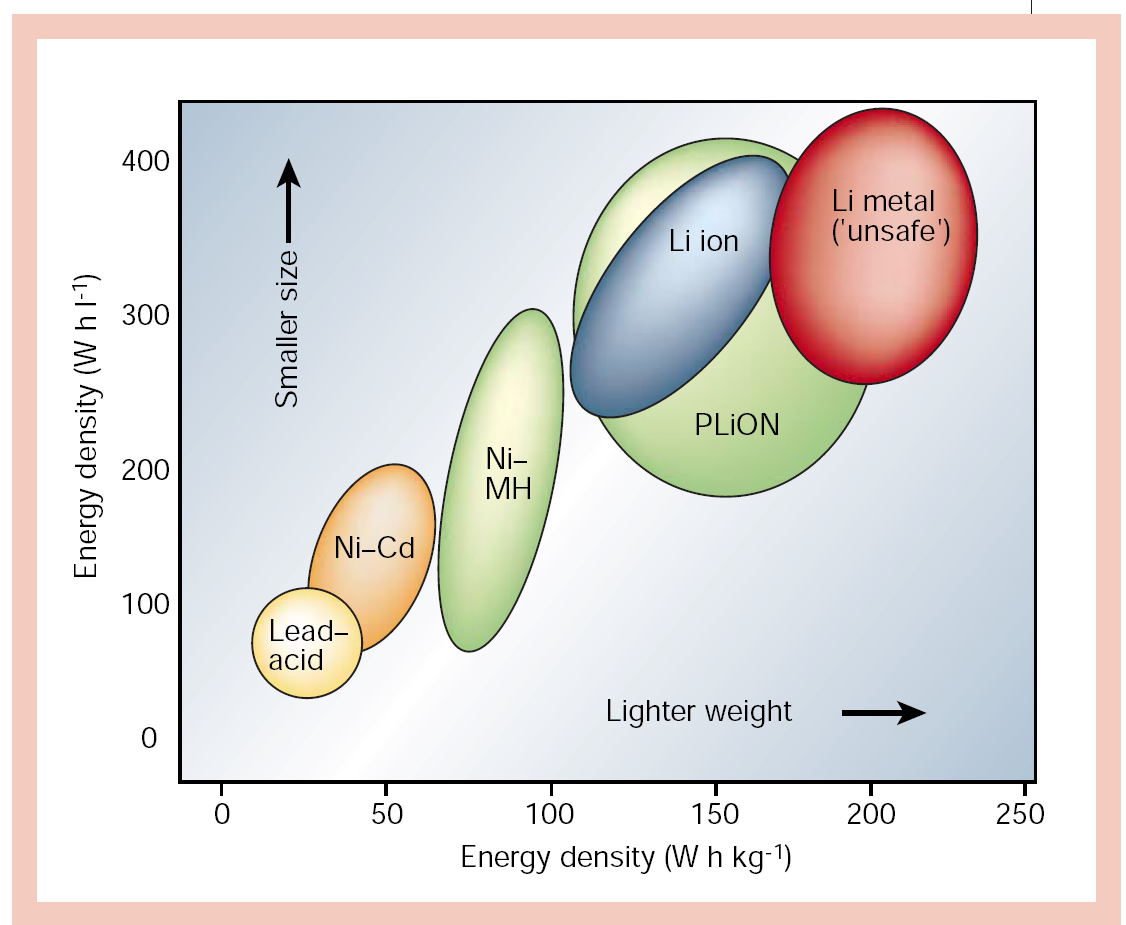 400
300
200
100
0
Energy density (W h l-1)
Smaller size
Li metal
('unsafe')
Li ion
PLiON
Ni–
MH
Ni–Cd
Lead–
acid
Lighter weight
0 50 100 150 200 250
Energy density (W h kg-1)